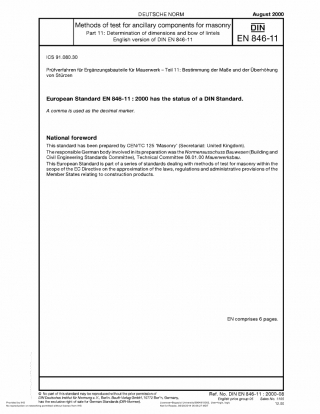 DEUTSCHE NORM
August 2000
Methods of test for ancillary components for masonry
Part 11: Determination of dimensions and bow of lintels
English version of DIN EN 846-11
DIN
EN 846-11
ICS 91.080.30
Prüfverfahren für Ergänzungsbauteile für Mauerwerk – Teil 11: Bestimmung der Maße und der Überhöhung
von Stürzen
European Standard EN 846-11 : 2000 has the status of a DIN Standard.
A comma is used as the decimal marker.
National foreword
This standard has been prepared by CEN/TC 125 'Masonry' (Secretariat: United Kingdom).
The responsible German body involved in its preparation was the Normenausschuss Bauwesen (Building and
Civil Engineering Standards Committee), Technical Committee 06.01.00 Mauerwerksbau.
This European Standard is part of a series of standards dealing with methods of test for masonry within the
scope of the EC Directive on the approximation of the laws, regulations and administrative provisions of the
Member States relating to construction products.
EN comprises 6 pages.
© No part of this standard may be reproduced without the prior permission of
DIN Deutsches Institut für Normung e.V., Berlin. Beuth Verlag GmbH, 10772 Berlin, Germany,
has the exclusive right of sale for German Standards (DIN-Normen).
Ref. No. DIN EN 846-11 : 2000-08
English price group 05 Sales No. 1105
12.00